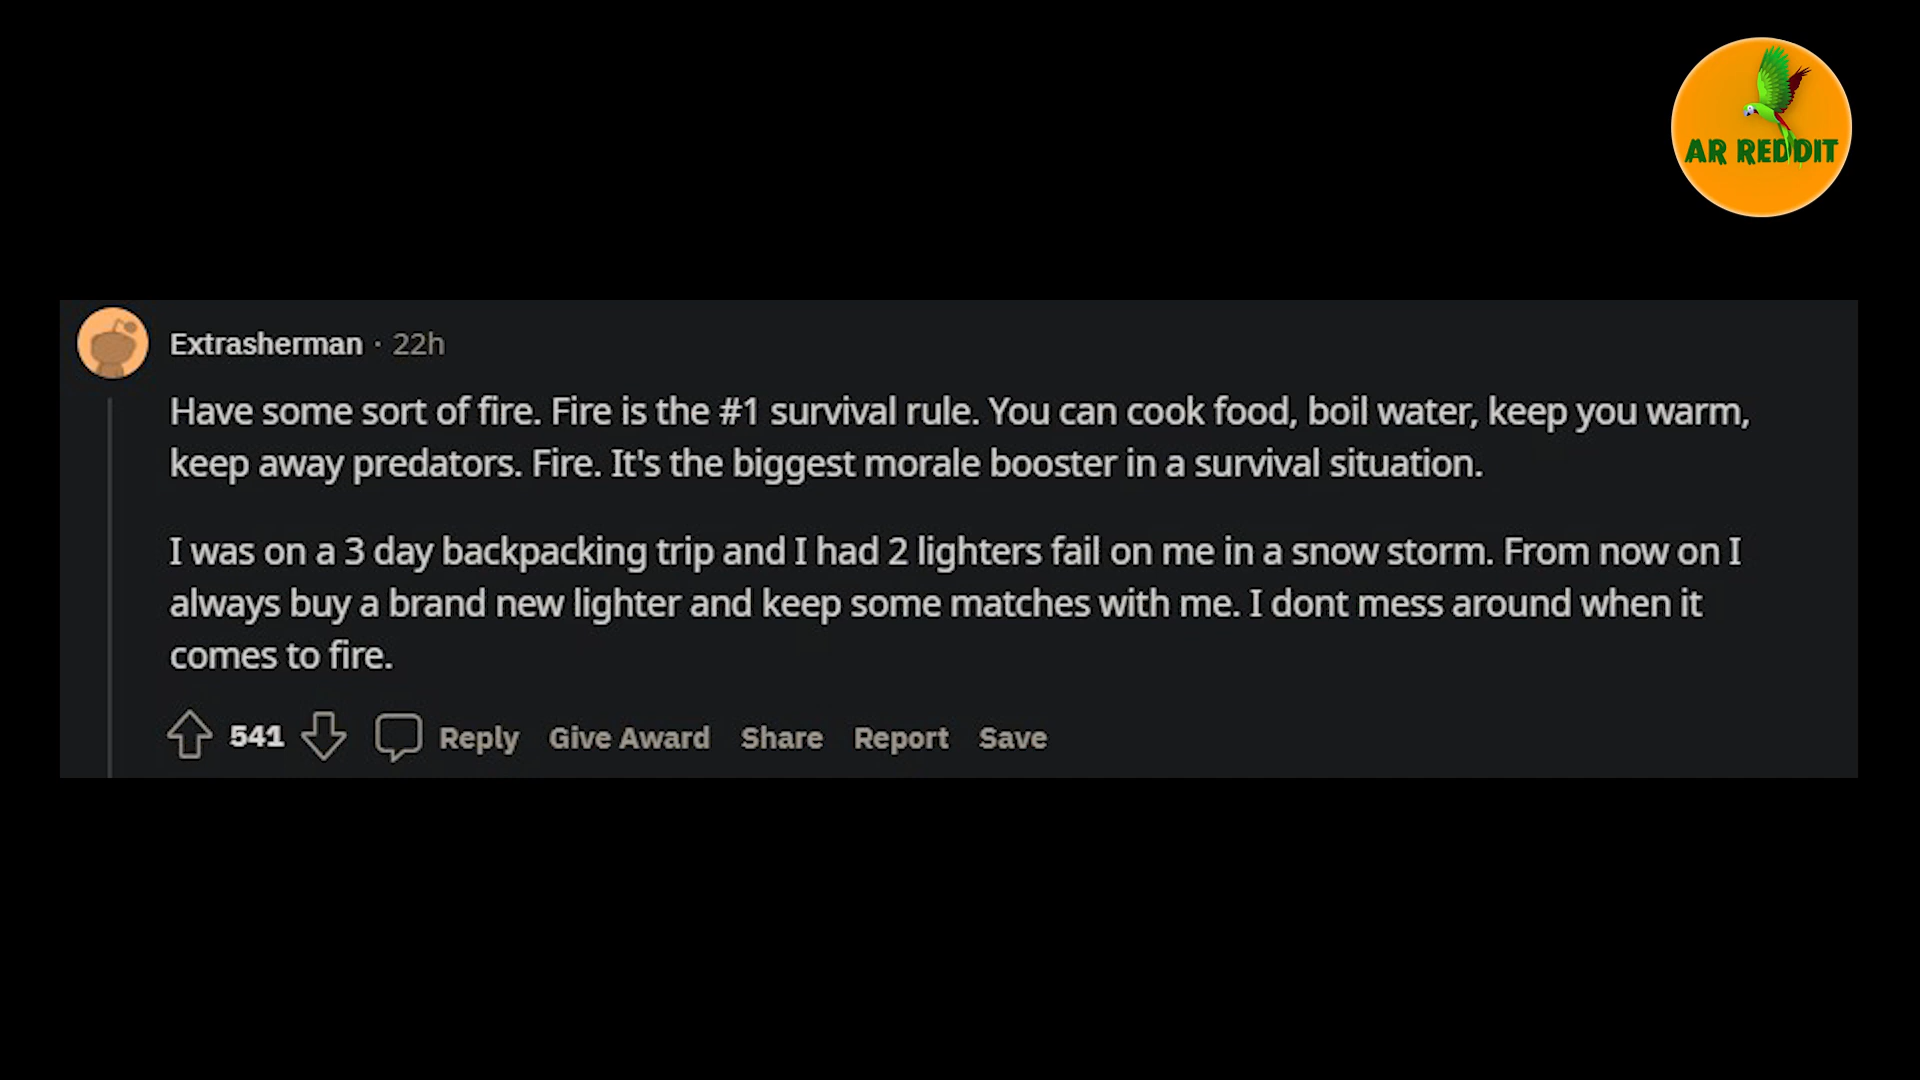 AR REDDIT
Extrasherman · 22h
Have some sort of fire. Fire is the #1 survival rule. You can cook food, boil water, keep you warm,
keep away predators. Fire. It's the biggest morale booster in a survival situation.
I was on a 3 day backpacking trip and I had 2 lighters fail on me in a snow storm. From now on I
always buy a brand new lighter and keep some matches with me. I dont mess around when it
comes to fire.
541 Reply Give Award Share Report Save